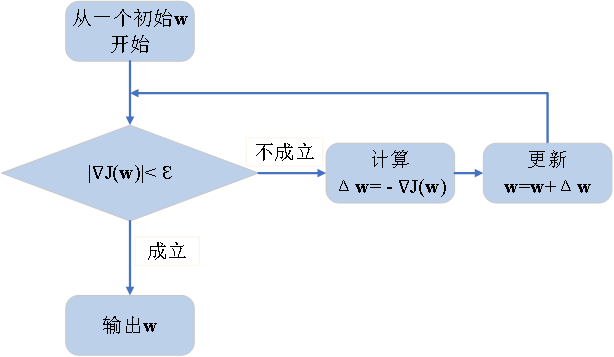 从一个初始w
开始
|∇J(w)|< ε
不成立
计算
Δ w= - ∇J(w)
更新
w=w+Δ w
成立
输出w